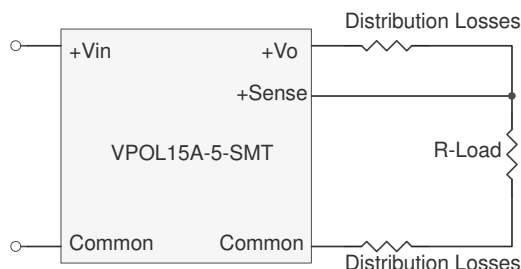 Distribution Losses
+Vin
+Vo
+Sense
VPOL15A-5-SMT
R-Load
Common
Common
Distribution Losses